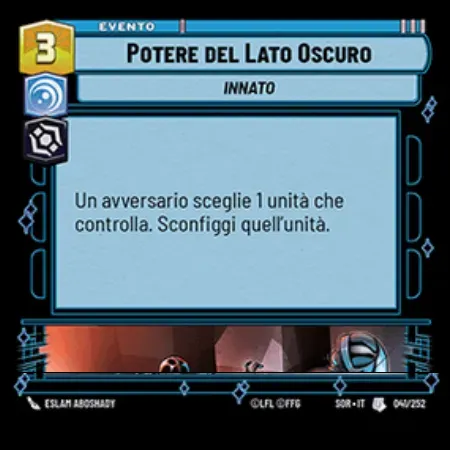 EVENTO
3
POTERE DEL LATO OSCURO
INNATO
Un avversario sceglie 1 unità che
controlla. Sconfiggi quell'unità.
ESLAM ABOSHADY
©LFL ©FFG
SOR • IT
041/252